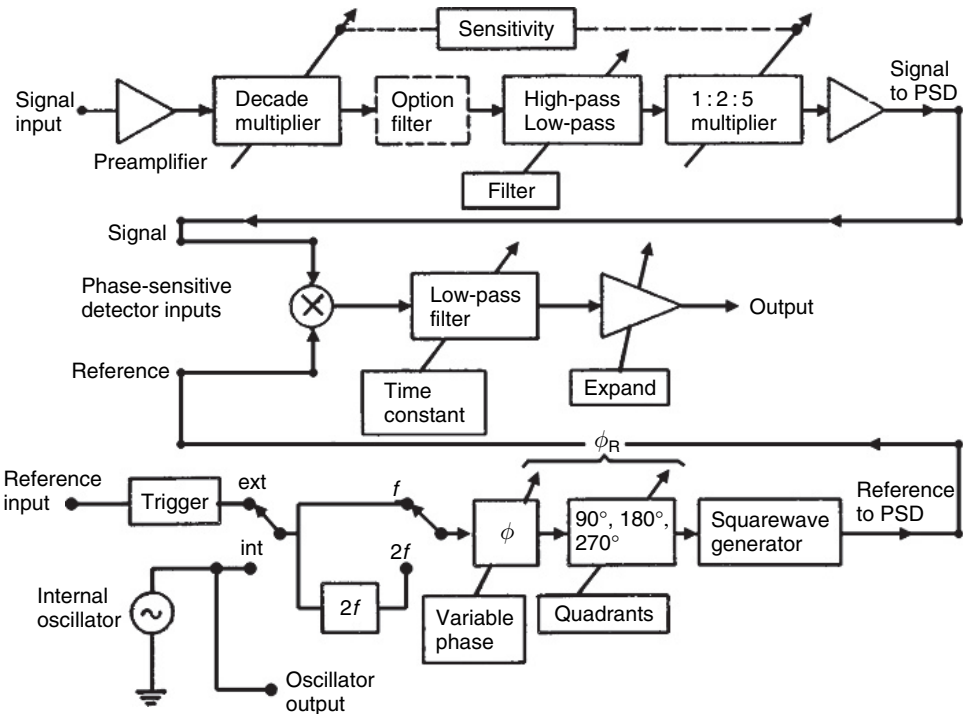 Sensitivity
Signal
input
Preamplifier
Decade
multiplier
Option
filter
High-pass
Low-pass
Filter
1 : 2 : 5
multiplier
Signal
to PSD
Signal
Phase-sensitive
detector inputs
Reference
Low-pass
filter
Time
constant
Expand
Output
ϕR
Reference
input
Trigger
ext
int
f
2f
2f
ϕ
Variable
phase
90°, 180°,
270°
Quadrants
Squarewave
generator
Reference
to PSD
Internal
oscillator
Oscillator
output